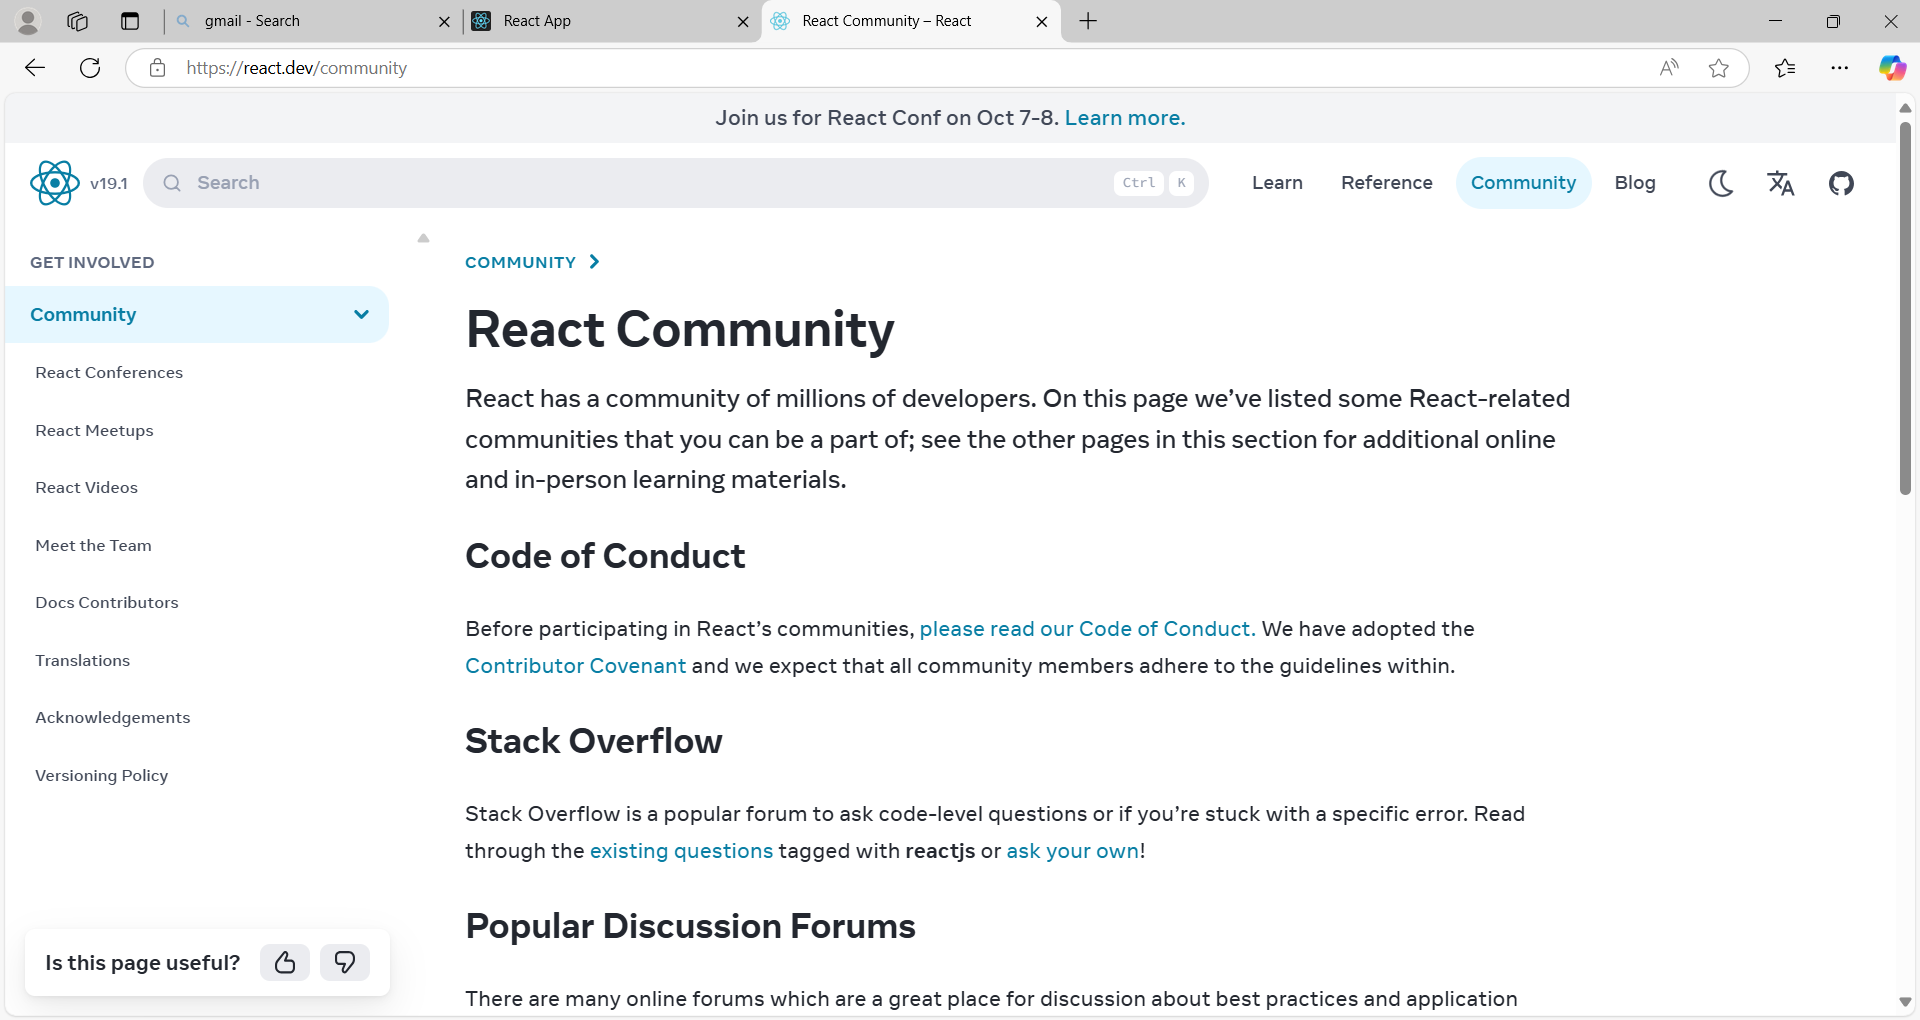 gmail - Search
React App
React Community – React
https://react.dev/community
Join us for React Conf on Oct 7-8. Learn more.
v19.1
Search
Ctrl K
Learn
Reference
Community
Blog
GET INVOLVED
Community
React Conferences
React Meetups
React Videos
Meet the Team
Docs Contributors
Translations
Acknowledgements
Versioning Policy
Is this page useful?
COMMUNITY
React Community
React has a community of millions of developers. On this page we’ve listed some React-related
communities that you can be a part of; see the other pages in this section for additional online
and in-person learning materials.
Code of Conduct
Before participating in React’s communities, please read our Code of Conduct. We have adopted the
Contributor Covenant and we expect that all community members adhere to the guidelines within.
Stack Overflow
Stack Overflow is a popular forum to ask code-level questions or if you’re stuck with a specific error. Read
through the existing questions tagged with reactjs or ask your own!
Popular Discussion Forums
There are many online forums which are a great place for discussion about best practices and application